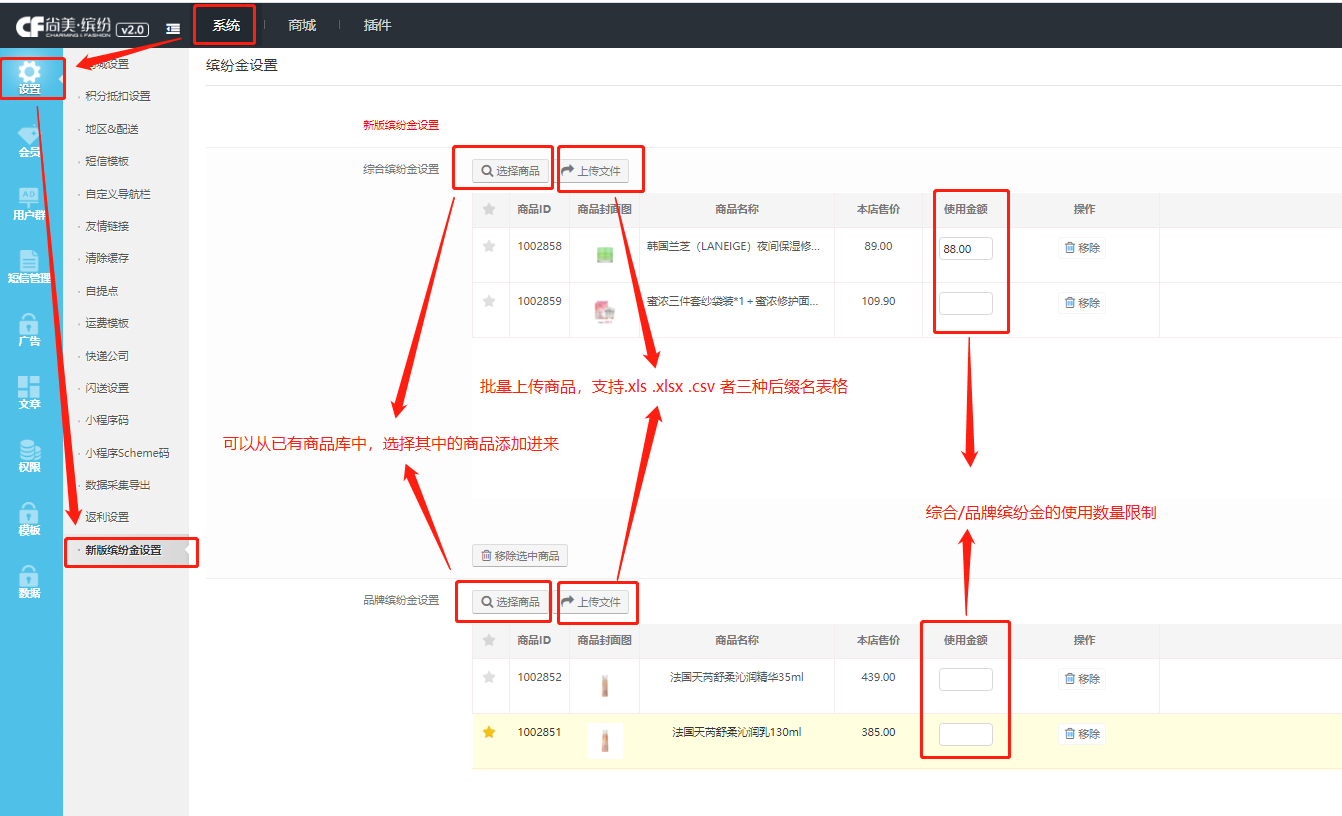 CF 尚美·缤纷 CHARMING & FASHION v2.0
系统 商城 插件
设置
会员
AD
用户群
短信管理
广告
文章
权限
模板
数据
· 积分抵扣设置
· 地区&配送
· 短信模板
· 自定义导航栏
· 友情链接
· 清除缓存
· 自提点
· 运费模板
· 快递公司
· 闪送设置
· 小程序码
· 小程序Scheme码
· 数据采集导出
· 返利设置
· 新版缤纷金设置
缤纷金设置
新版缤纷金设置
综合缤纷金设置 选择商品 上传文件
商品ID 商品封面图 商品名称 本店售价 使用金额 操作
1002858 韩国兰芝（LANEIGE）夜间保湿修... 89.00 88.00 移除
1002859 蜜浓三件套纱袋装*1＋蜜浓修护面... 109.90 移除
批量上传商品，支持.xls .xlsx .csv 者三种后缀名表格
可以从已有商品库中，选择其中的商品添加进来
综合/品牌缤纷金的使用数量限制
移除选中商品
品牌缤纷金设置 选择商品 上传文件
商品ID 商品封面图 商品名称 本店售价 使用金额 操作
1002852 法国天芮舒柔沁润精华35ml 439.00 移除
1002851 法国天芮舒柔沁润乳130ml 385.00 移除